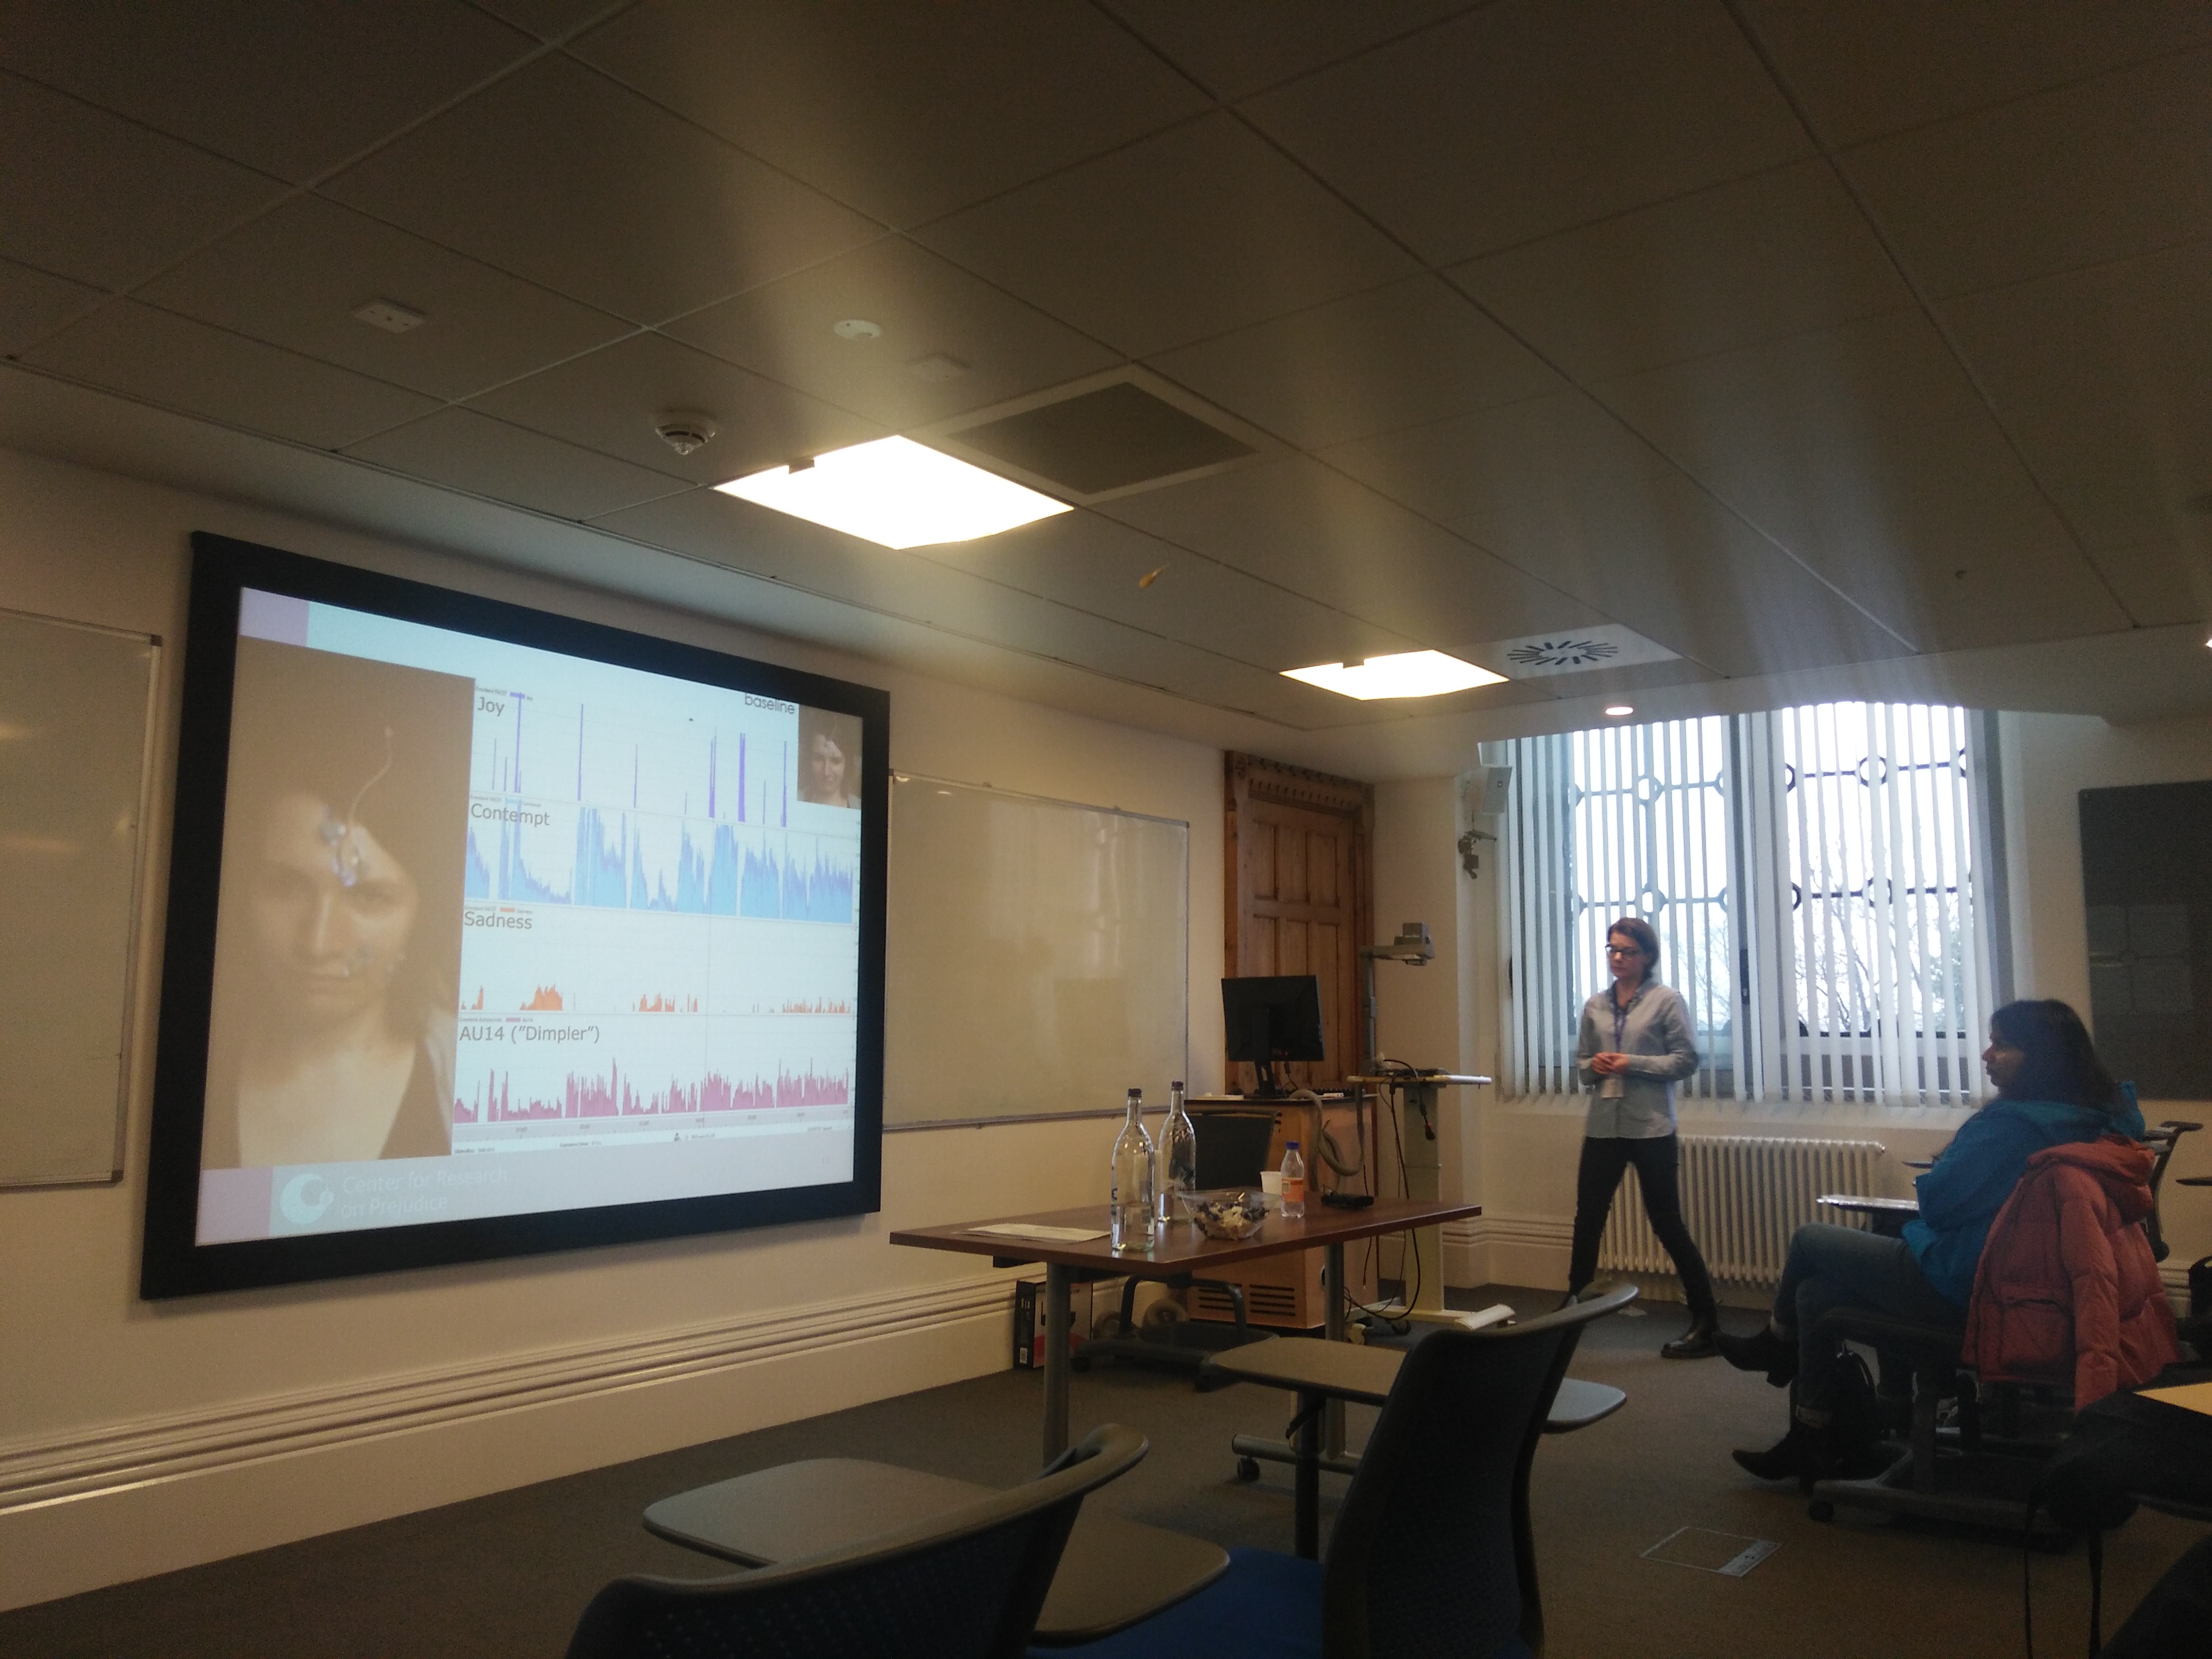 Joy
baseline
Contempt
Sadness
AU14 ("Dimpler")
Center for Research
on Prejudice